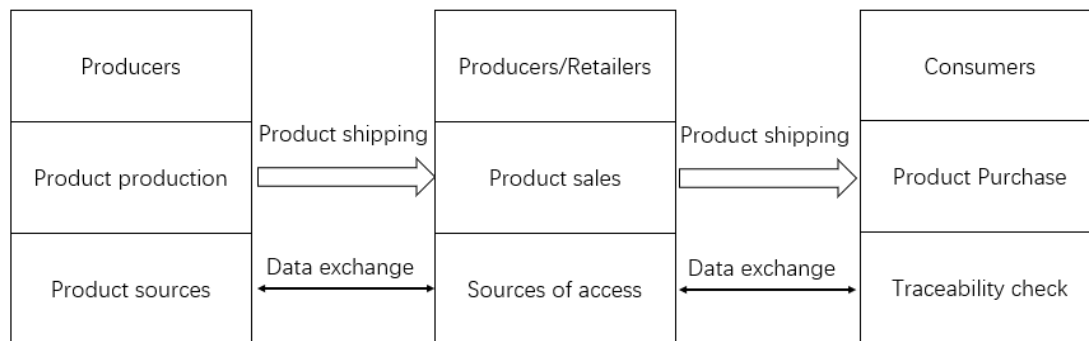 Producers
Producers/Retailers
Consumers
Product shipping
Product shipping
Product production
Product sales
Product Purchase
Data exchange
Data exchange
Product sources
Sources of access
Traceability check